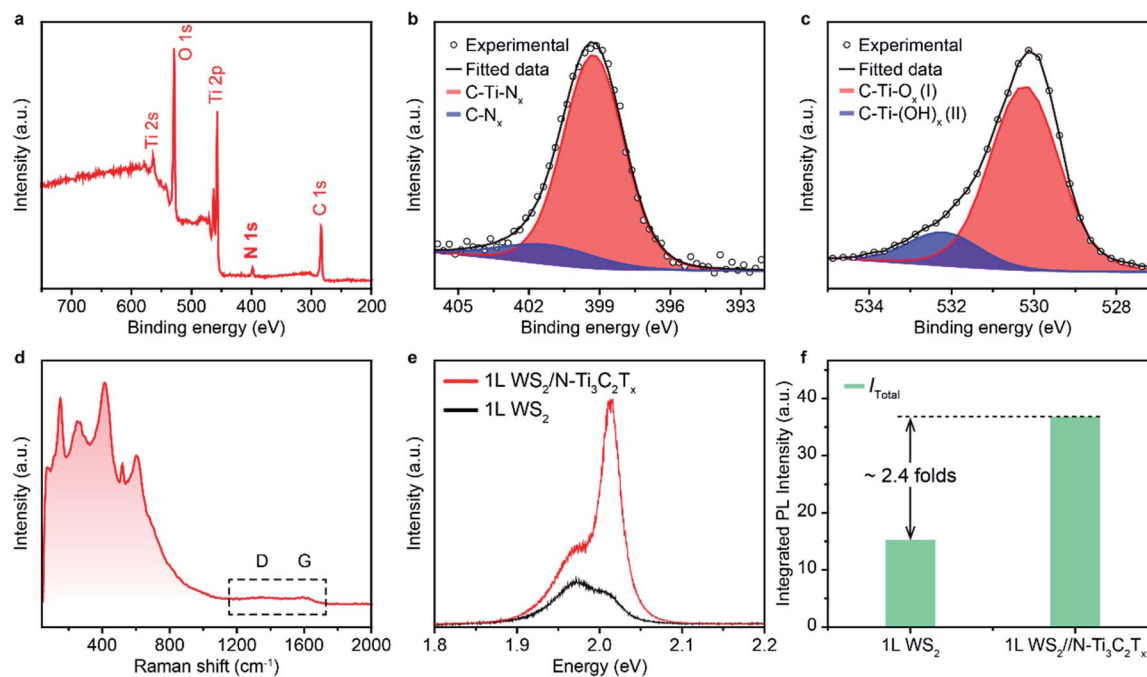 a
Ti 2s
O 1s
Ti 2p
N 1s
C 1s
Intensity (a.u.)
700 600 500 400 300 200
Binding energy (eV)
b
Experimental
Fitted data
C-Ti-Nₓ
C-Nₓ
Intensity (a.u.)
405 402 399 396 393
Binding energy (eV)
c
Experimental
Fitted data
C-Ti-Oₓ (I)
C-Ti-(OH)ₓ (II)
Intensity (a.u.)
534 532 530 528
Binding energy (eV)
d
D G
Intensity (a.u.)
400 800 1200 1600 2000
Raman shift (cm⁻¹)
e
1L WS₂/N-Ti₃C₂Tₓ
1L WS₂
Intensity (a.u.)
1.8 1.9 2.0 2.1 2.2
Energy (eV)
f
I_Total
~ 2.4 folds
Integrated PL Intensity (a.u.)
40
30
20
10
0
1L WS₂ 1L WS₂//N-Ti₃C₂Tₓ